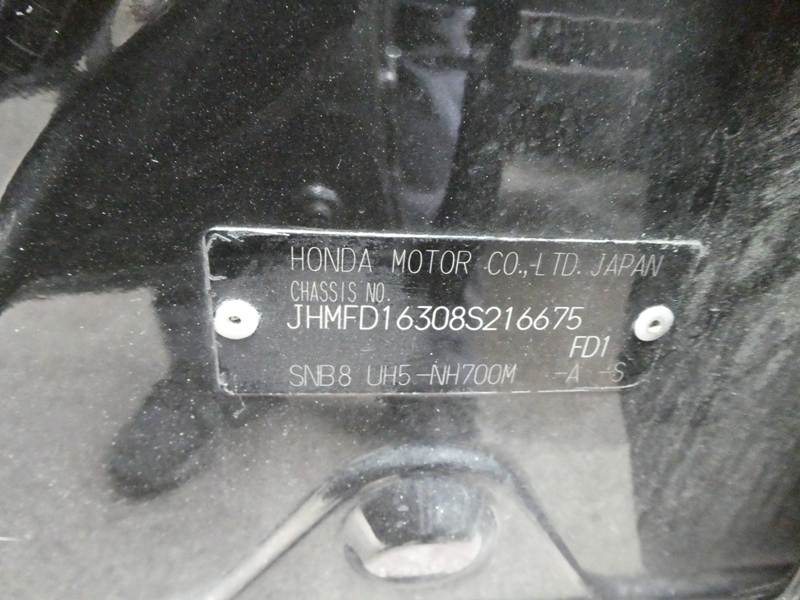 HONDA MOTOR CO.,LTD. JAPAN
CHASSIS NO.
JHMFD16308S216675
FD1
SNB8 UH5-NH700M -A -S